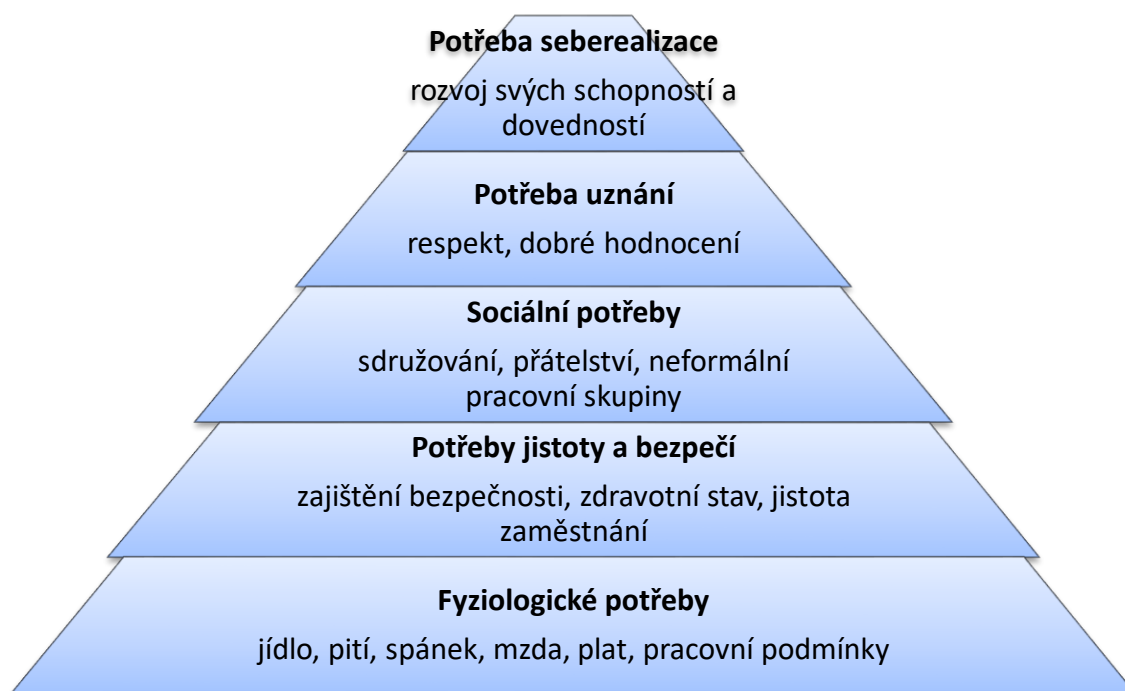 Potřeba seberealizace
rozvoj svých schopností a
dovedností
Potřeba uznání
respekt, dobré hodnocení
Sociální potřeby
sdružování, přátelství, neformální
pracovní skupiny
Potřeby jistoty a bezpečí
zajištění bezpečnosti, zdravotní stav, jistota
zaměstnání
Fyziologické potřeby
jídlo, pití, spánek, mzda, plat, pracovní podmínky